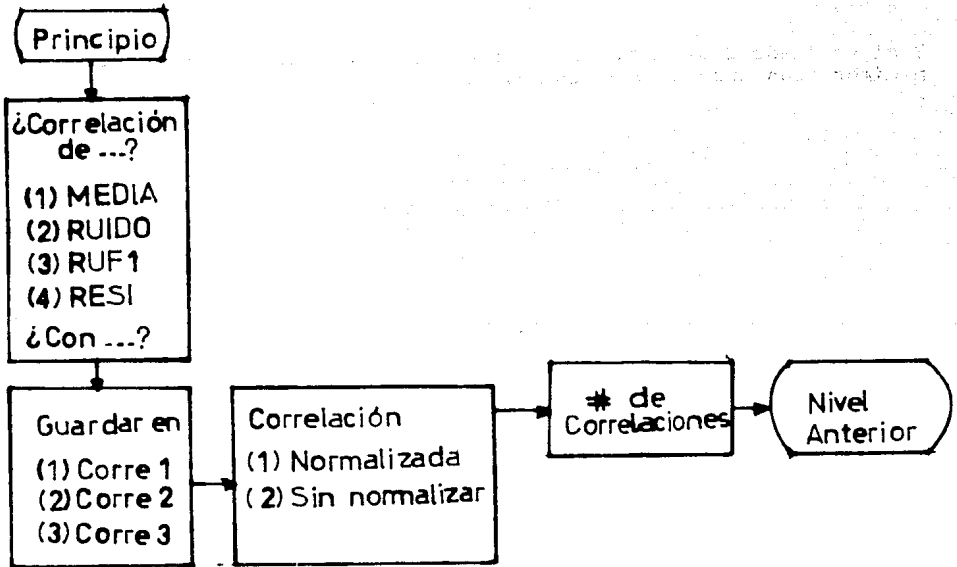 Principio
¿Correlación
de ...?
(1) MEDIA
(2) RUIDO
(3) RUF1
(4) RESI
¿Con ...?
Guardar en
(1) Corre 1
(2) Corre 2
(3) Corre 3
Correlación
(1) Normalizada
(2) Sin normalizar
# de
Correlaciones
Nivel
Anterior